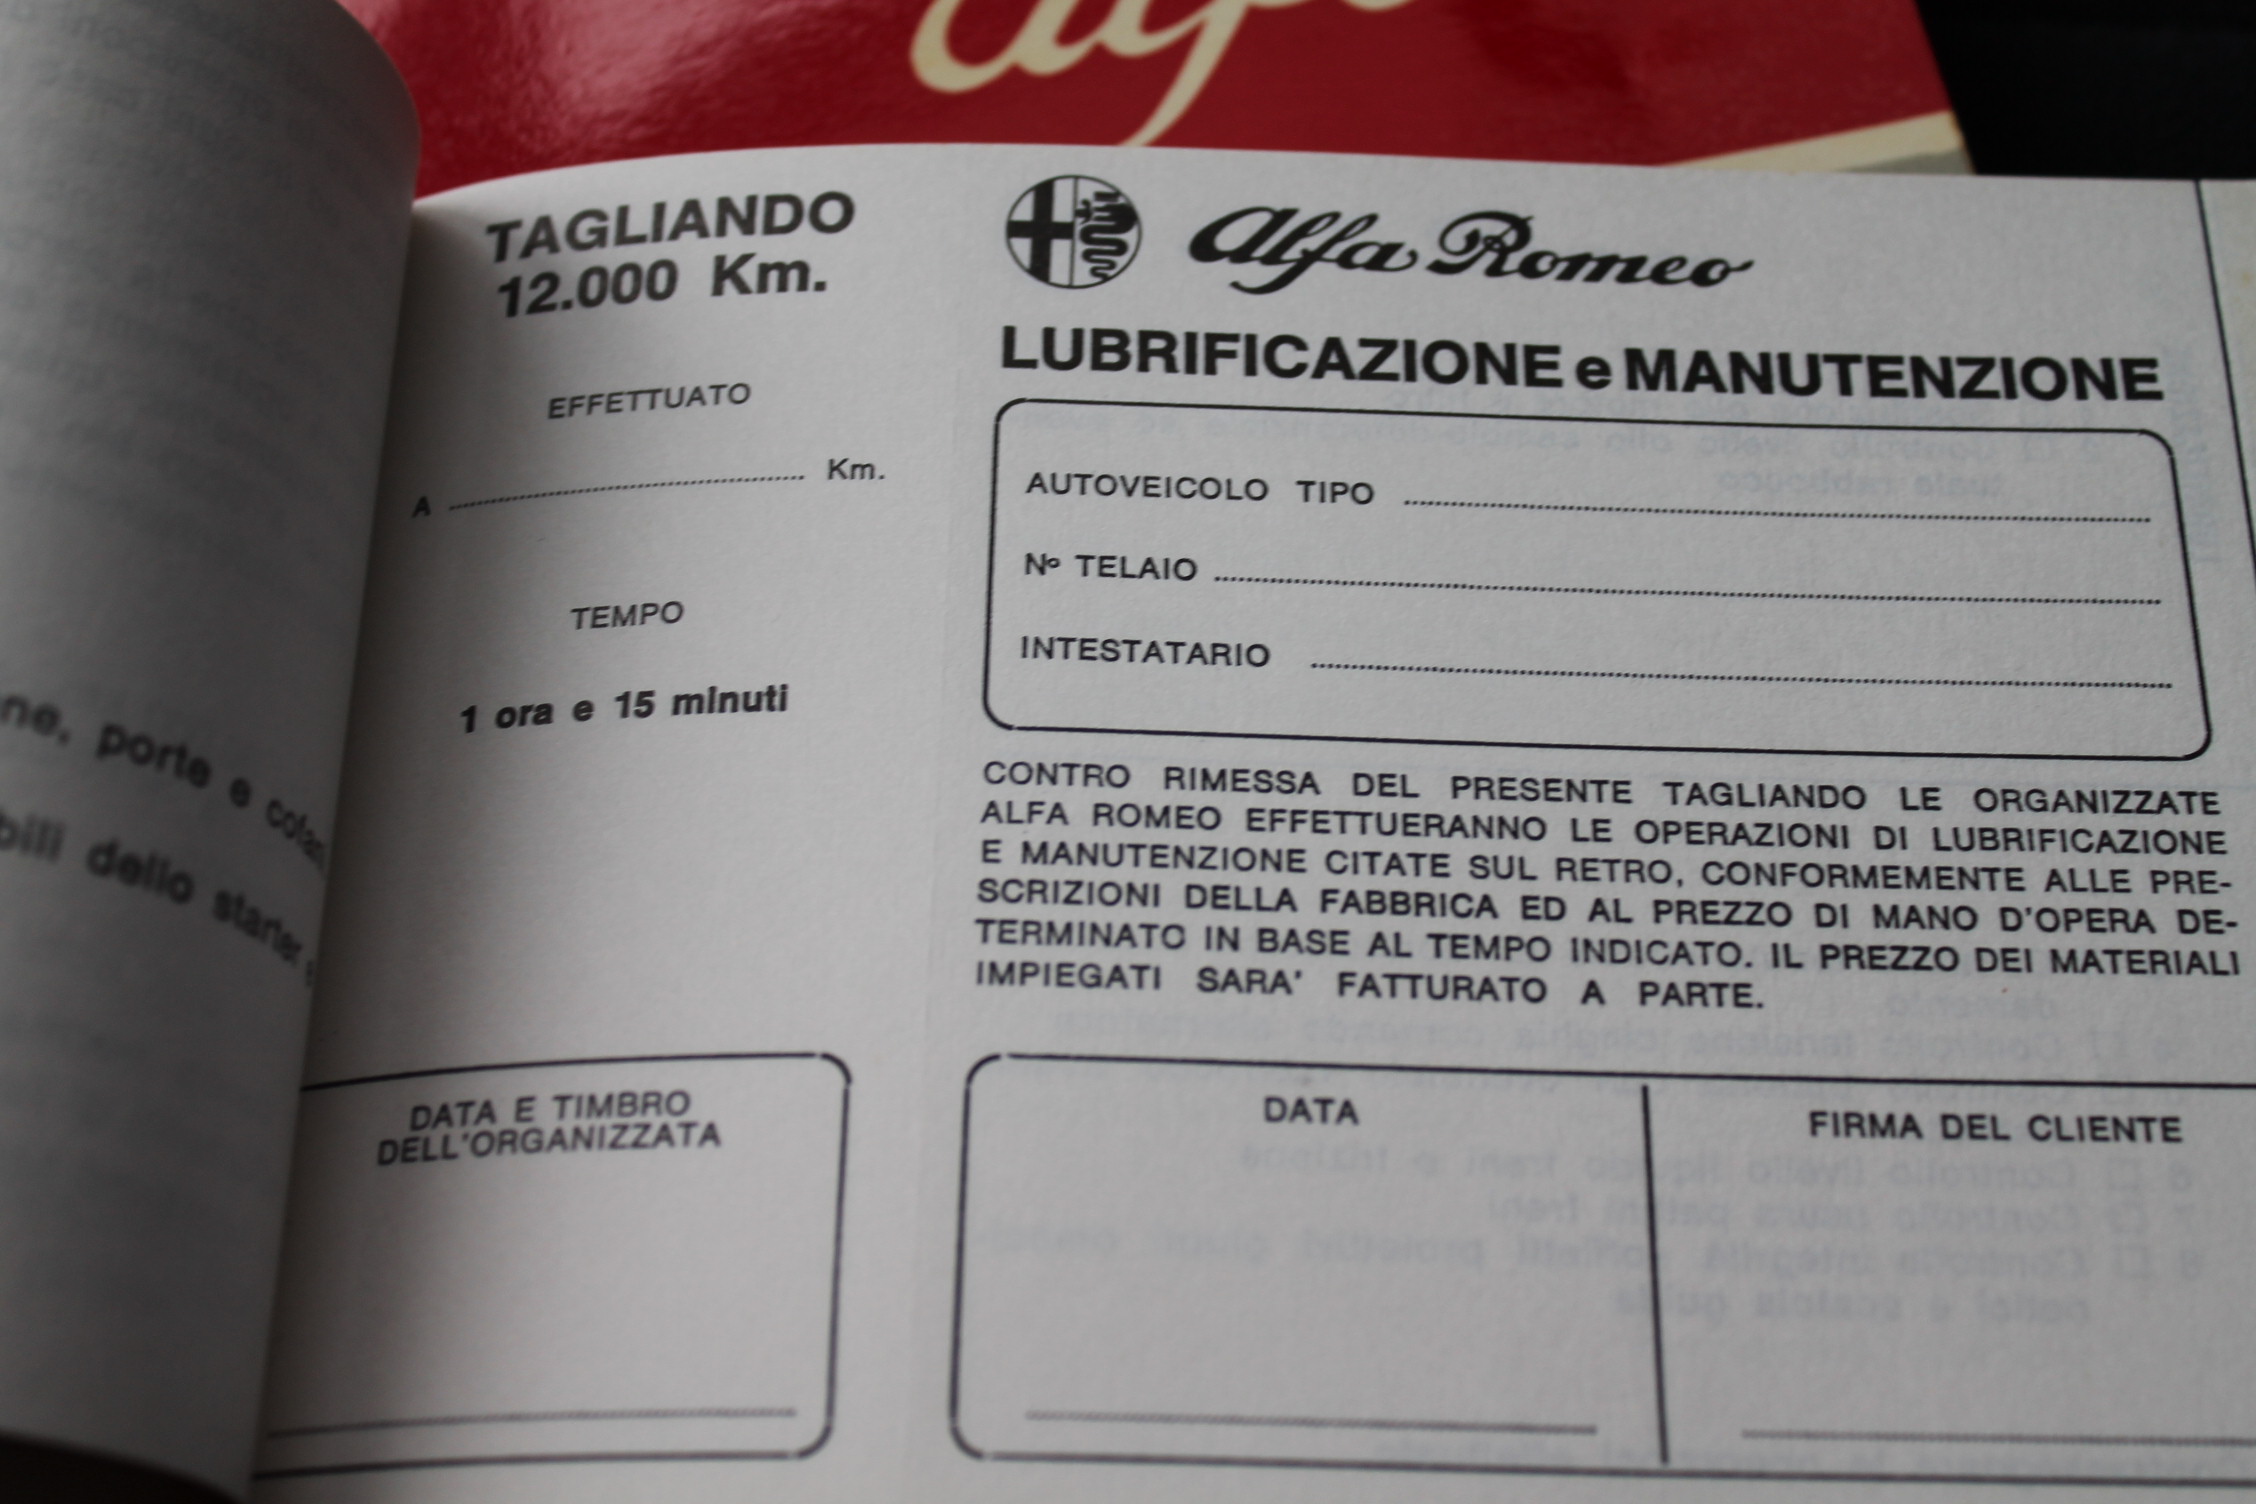 Alf
ne, porte e cofani
bili dello starter e
TAGLIANDO
12.000 Km.
EFFETTUATO
A Km.
TEMPO
1 ora e 15 minuti
DATA E TIMBRO
DELL'ORGANIZZATA
Alfa Romeo
LUBRIFICAZIONE e MANUTENZIONE
AUTOVEICOLO TIPO
Nº TELAIO
INTESTATARIO
CONTRO RIMESSA DEL PRESENTE TAGLIANDO LE ORGANIZZATE
ALFA ROMEO EFFETTUERANNO LE OPERAZIONI DI LUBRIFICAZIONE
E MANUTENZIONE CITATE SUL RETRO, CONFORMEMENTE ALLE PRE-
SCRIZIONI DELLA FABBRICA ED AL PREZZO DI MANO D'OPERA DE-
TERMINATO IN BASE AL TEMPO INDICATO. IL PREZZO DEI MATERIALI
IMPIEGATI SARA' FATTURATO A PARTE.
DATA
FIRMA DEL CLIENTE